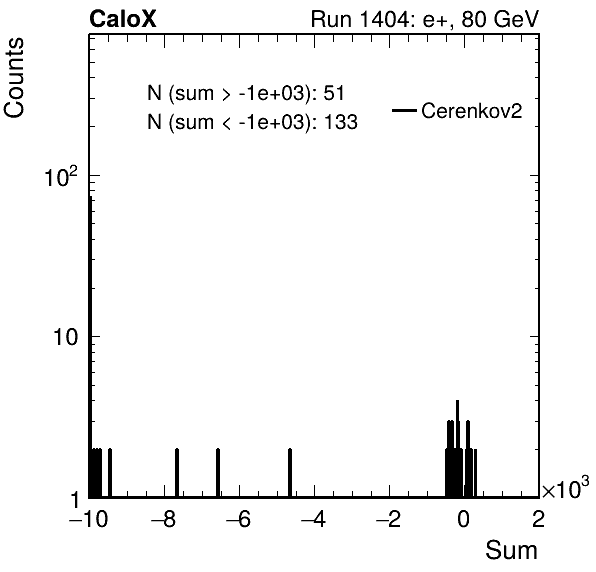 CaloX Run 1404: e+, 80 GeV
Counts
N (sum > -1e+03): 51
N (sum < -1e+03): 133
Cerenkov2
10²
10
1
−10 −8 −6 −4 −2 0 2
×10³
Sum